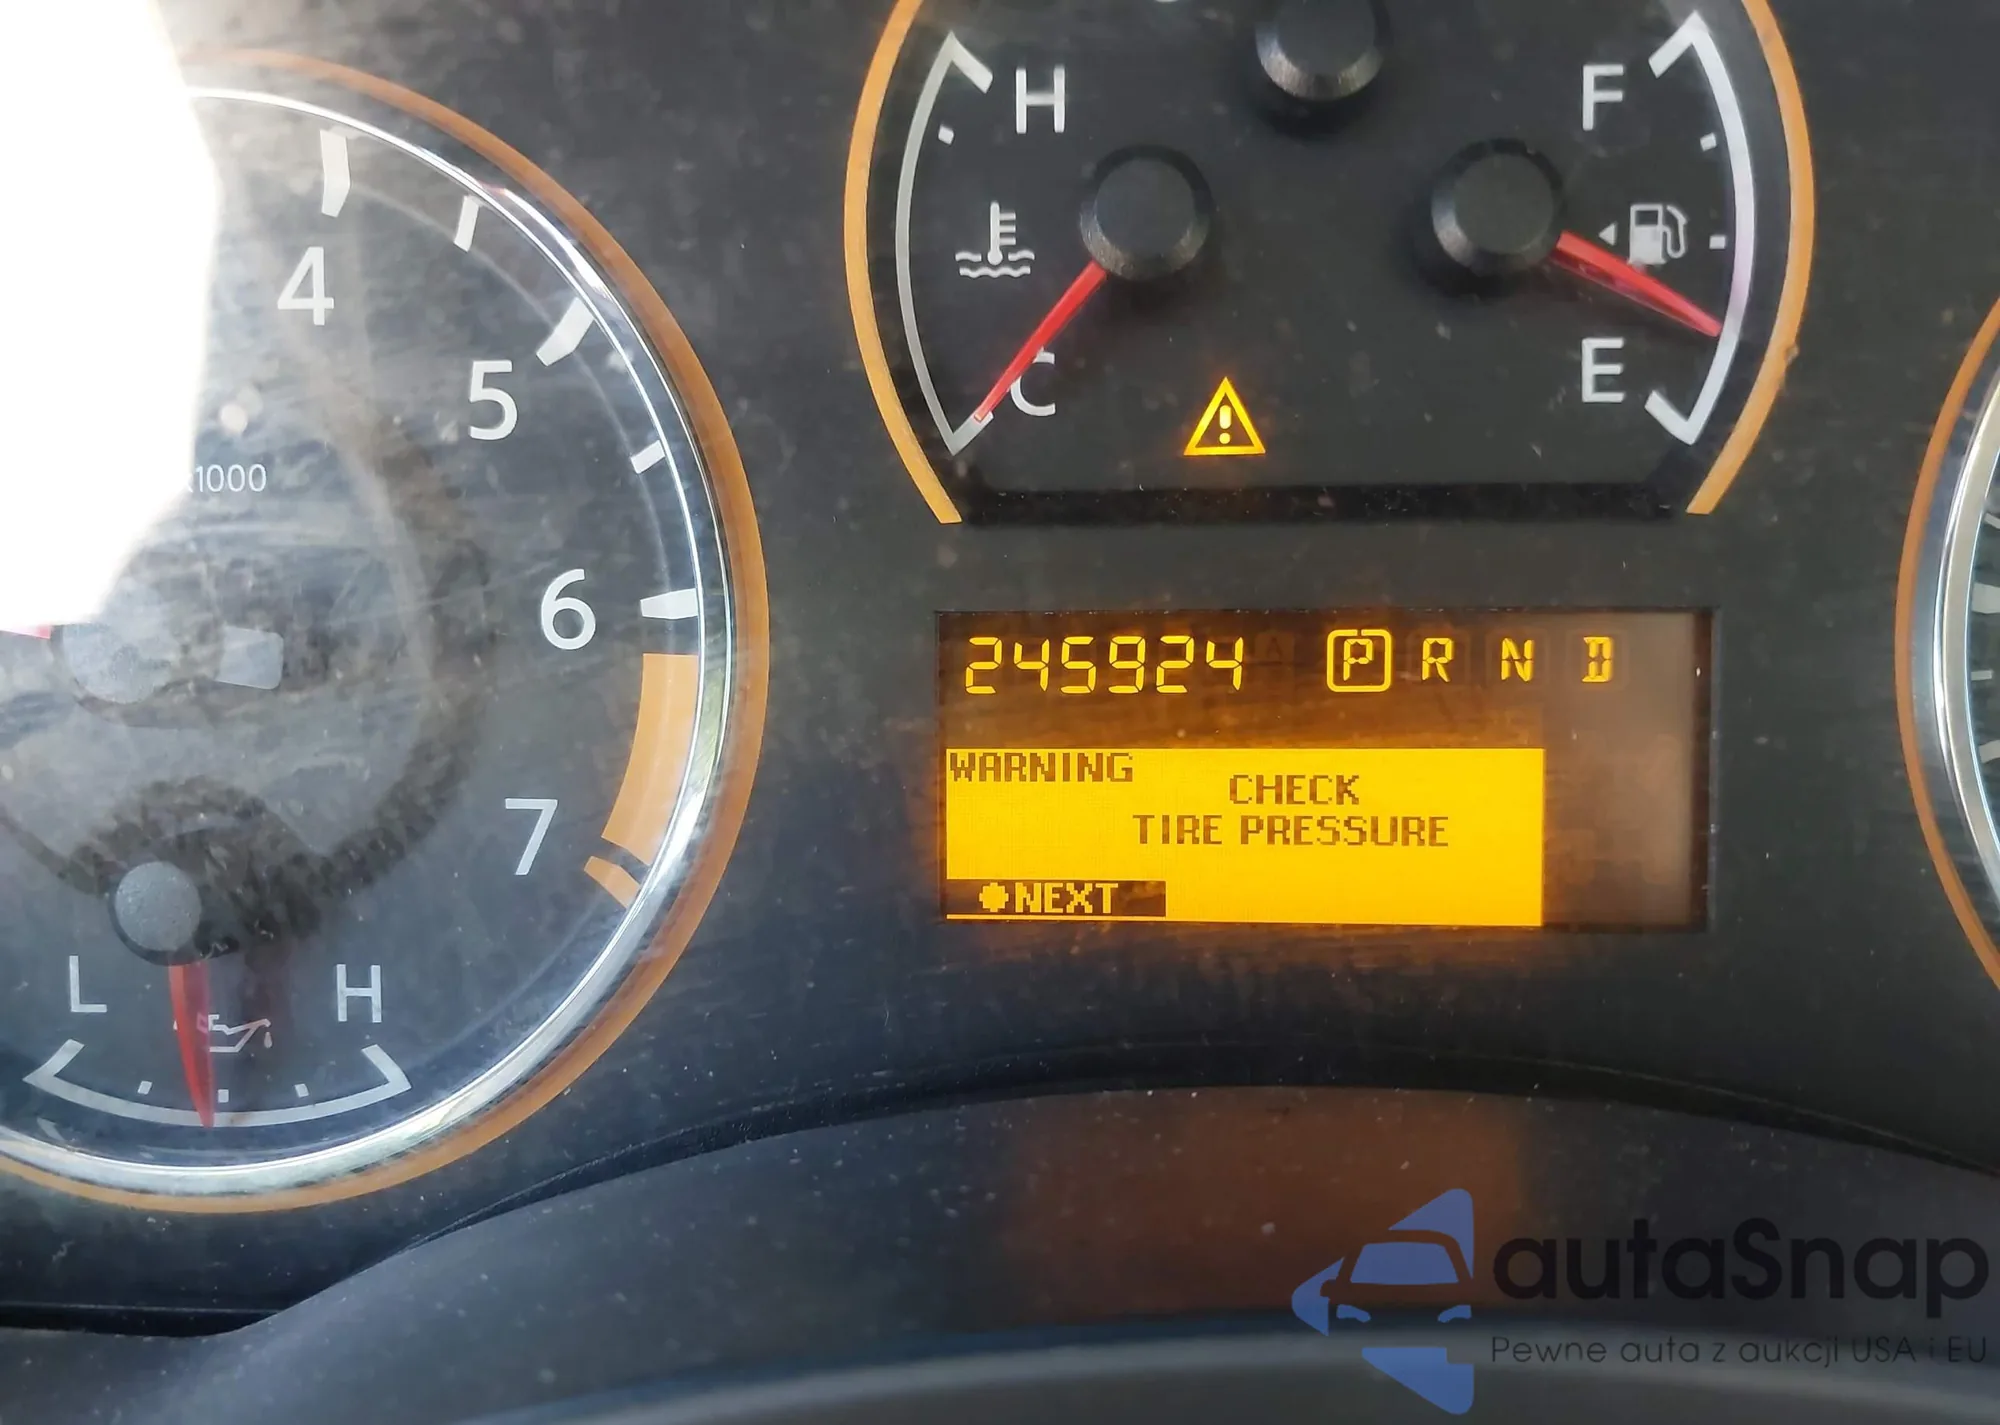 H
F
4
5
C
E
x1000
6
245924 P R N D
WARNING
CHECK
TIRE PRESSURE
7
NEXT
L
H
autaSnap
Pewne auta z aukcji USA i EU